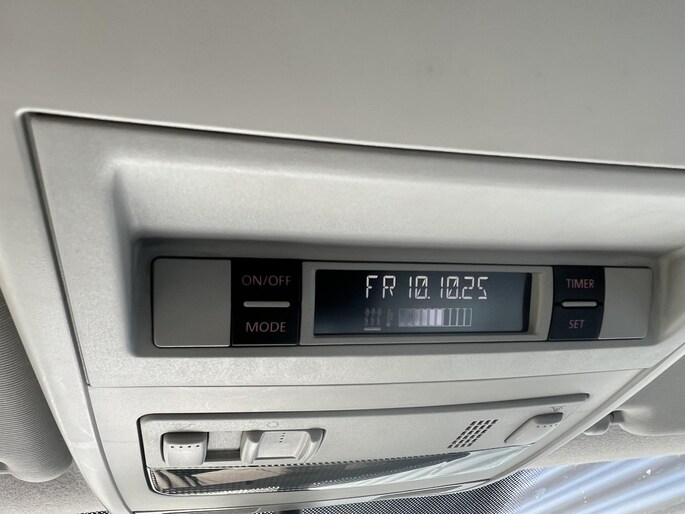 ON/OFF
MODE
FR 10.10.25
TIMER
SET